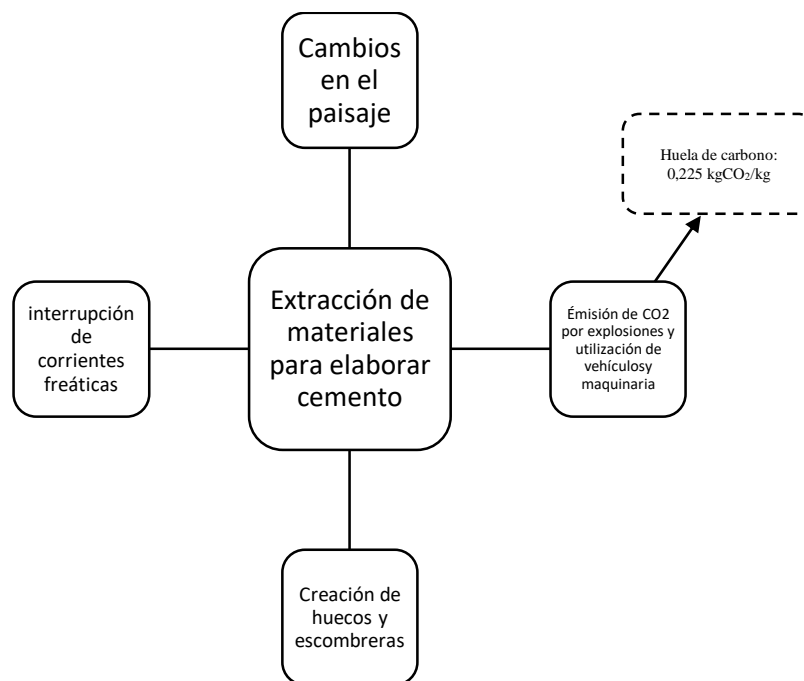 Cambios
en el
paisaje
Huela de carbono:
0,225 kgCO₂/kg
interrupción
de
corrientes
freáticas
Extracción de
materiales
para elaborar
cemento
Émisión de CO2
por explosiones y
utilización de
vehículosy
maquinaria
Creación de
huecos y
escombreras